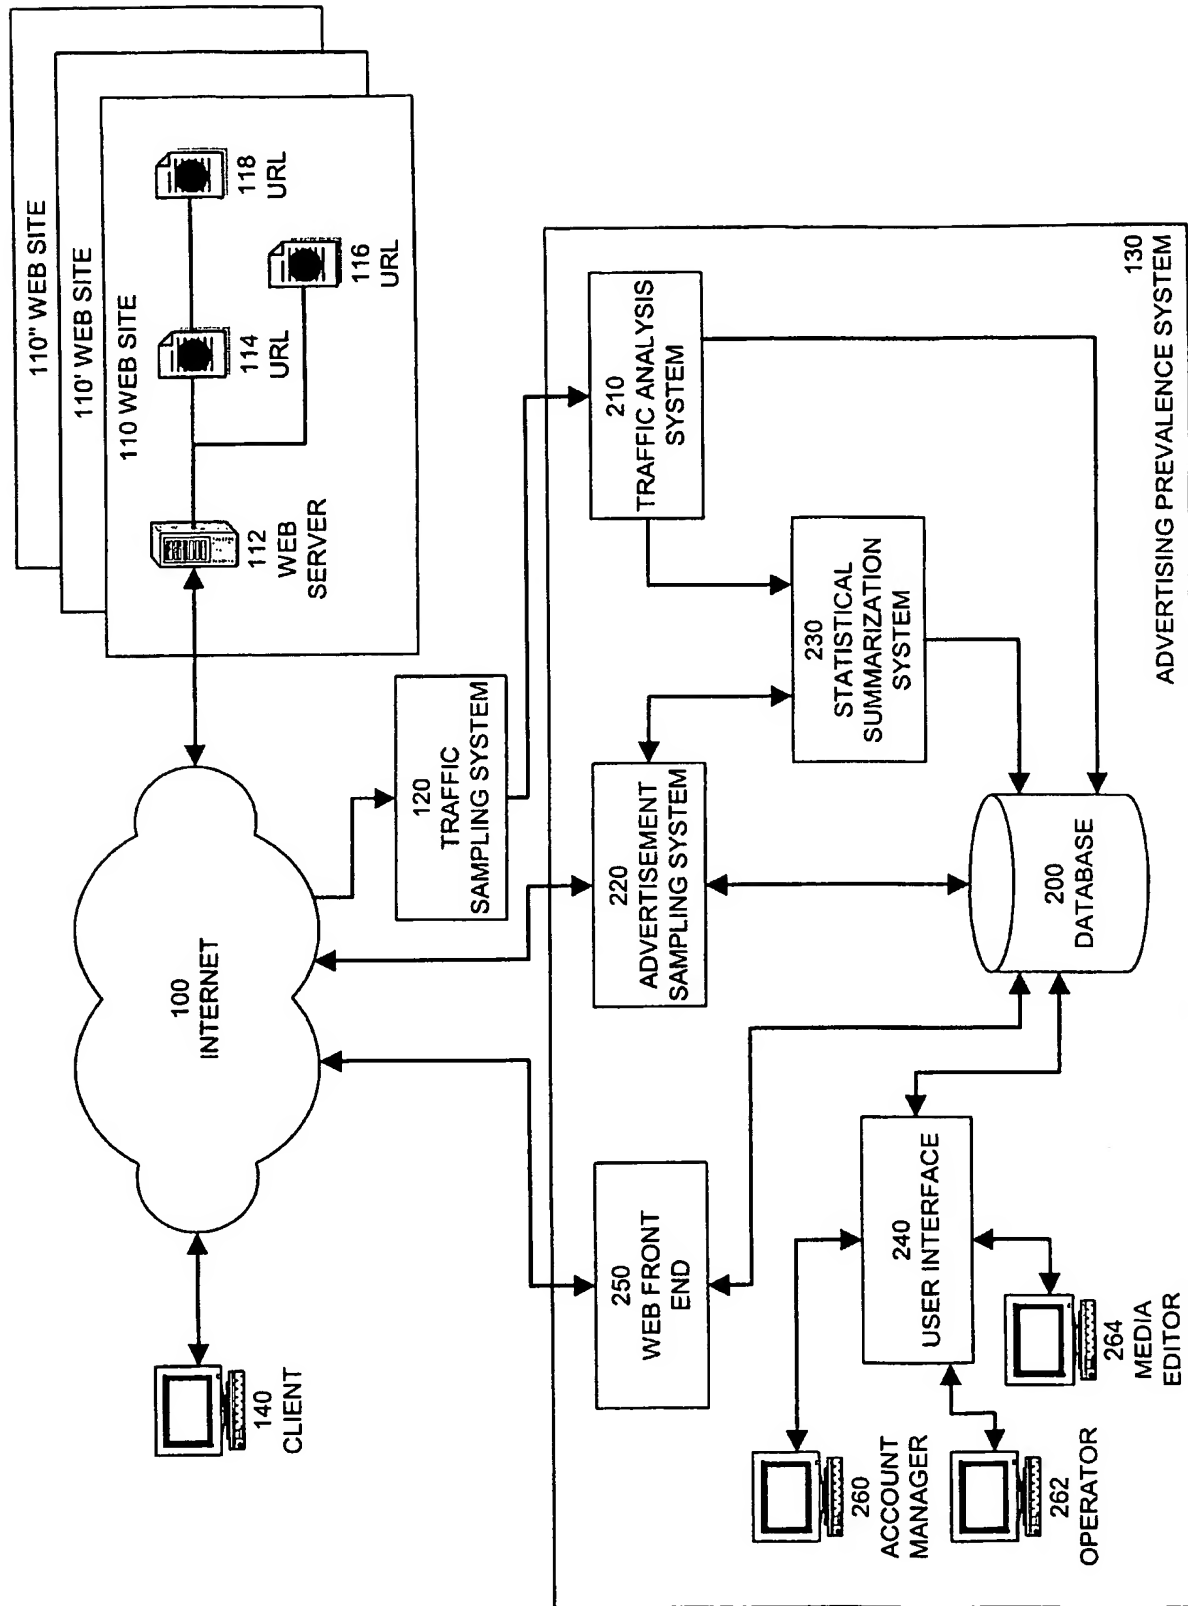 110" WEB SITE
110' WEB SITE
110 WEB SITE
118
URL
114
URL
116
URL
112
WEB
SERVER
100
INTERNET
140
CLIENT
120
TRAFFIC
SAMPLING SYSTEM
210
TRAFFIC ANALYSIS
SYSTEM
220
ADVERTISEMENT
SAMPLING SYSTEM
230
STATISTICAL
SUMMARIZATION
SYSTEM
250
WEB FRONT
END
200
DATABASE
240
USER INTERFACE
260
ACCOUNT
MANAGER
262
OPERATOR
264
MEDIA
EDITOR
130
ADVERTISING PREVALENCE SYSTEM